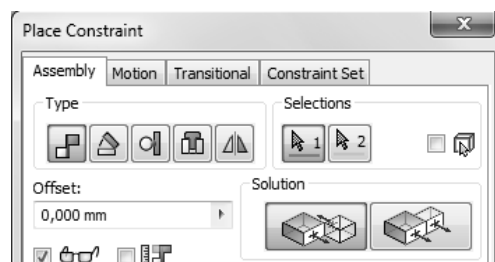 Place Constraint
Assembly Motion Transitional Constraint Set
Type
Selections
1 2
Offset:
Solution
0,000 mm